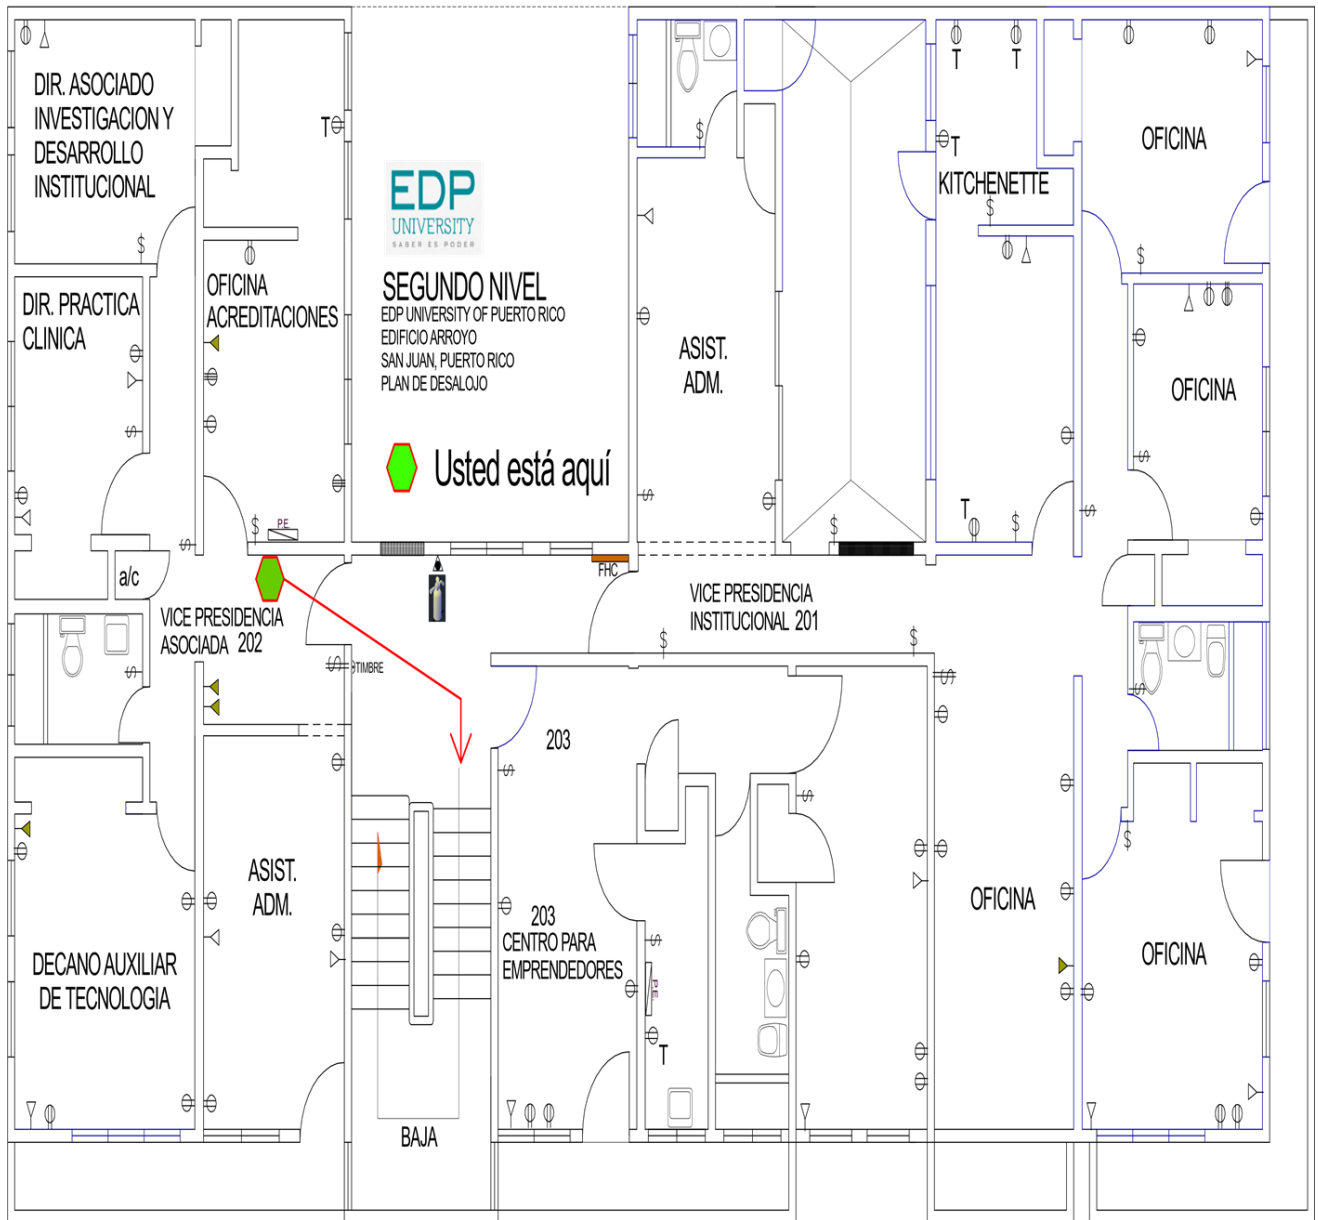 DIR. ASOCIADO
INVESTIGACION Y
DESARROLLO
INSTITUCIONAL
T
T
T
OFICINA
T
KITCHENETTE
EDP
UNIVERSITY
SABER ES PODER
SEGUNDO NIVEL
EDP UNIVERSITY OF PUERTO RICO
EDIFICIO ARROYO
SAN JUAN, PUERTO RICO
PLAN DE DESALOJO
Usted está aquí
DIR. PRACTICA
CLINICA
OFICINA
ACREDITACIONES
ASIST.
ADM.
OFICINA
T
P.E.
a/c
FHC
VICE PRESIDENCIA
ASOCIADA 202
VICE PRESIDENCIA
INSTITUCIONAL 201
TIMBRE
203
ASIST.
ADM.
203
CENTRO PARA
EMPRENDEDORES
OFICINA
OFICINA
DECANO AUXILIAR
DE TECNOLOGIA
P.E.
T
BAJA